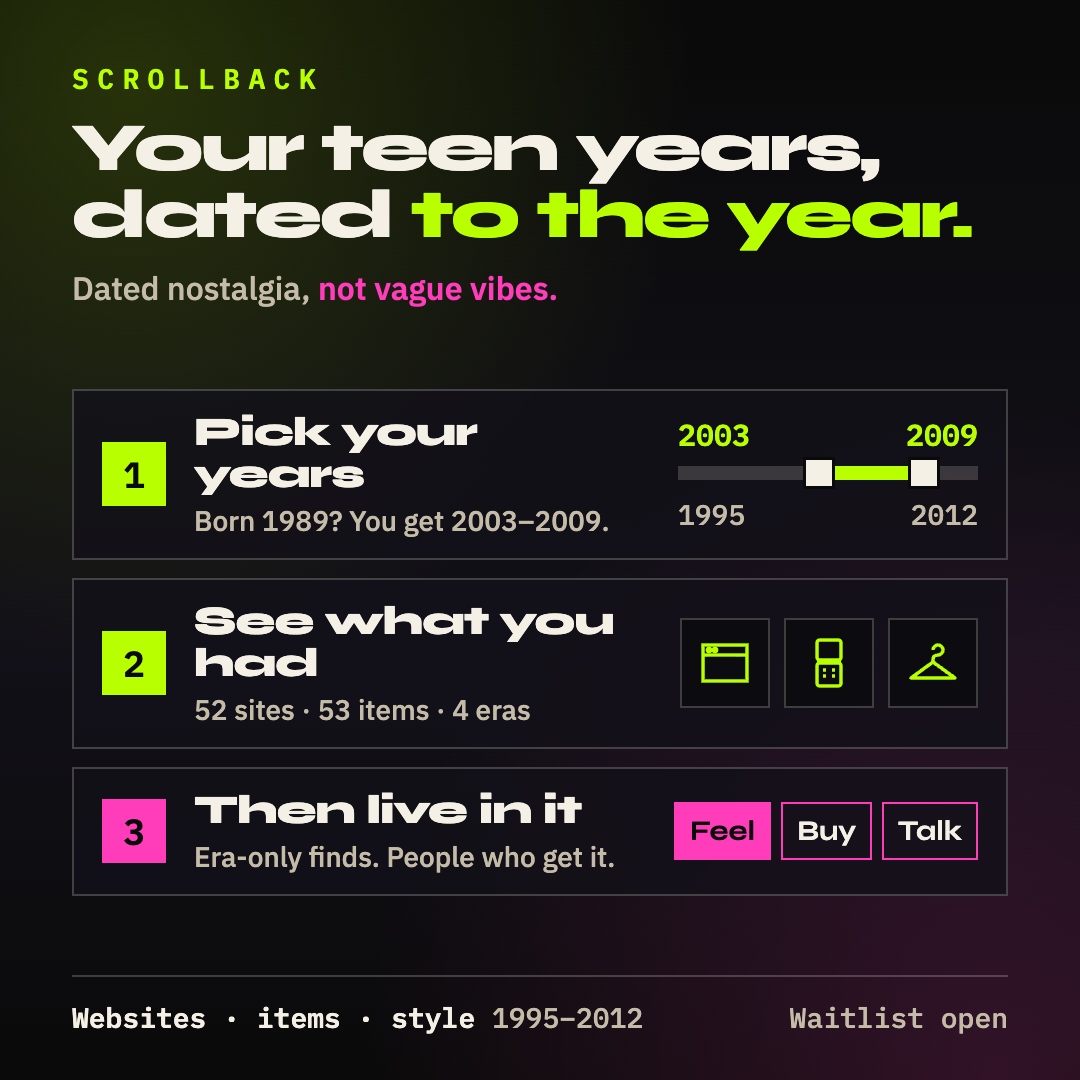 SCROLLBACK
Your teen years,
dated to the year.
Dated nostalgia, not vague vibes.
1
Pick your
years
Born 1989? You get 2003–2009.
2003 2009
1995 2012
2
See what you
had
52 sites · 53 items · 4 eras
3
Then live in it
Era-only finds. People who get it.
Feel Buy Talk
Websites · items · style 1995–2012 Waitlist open